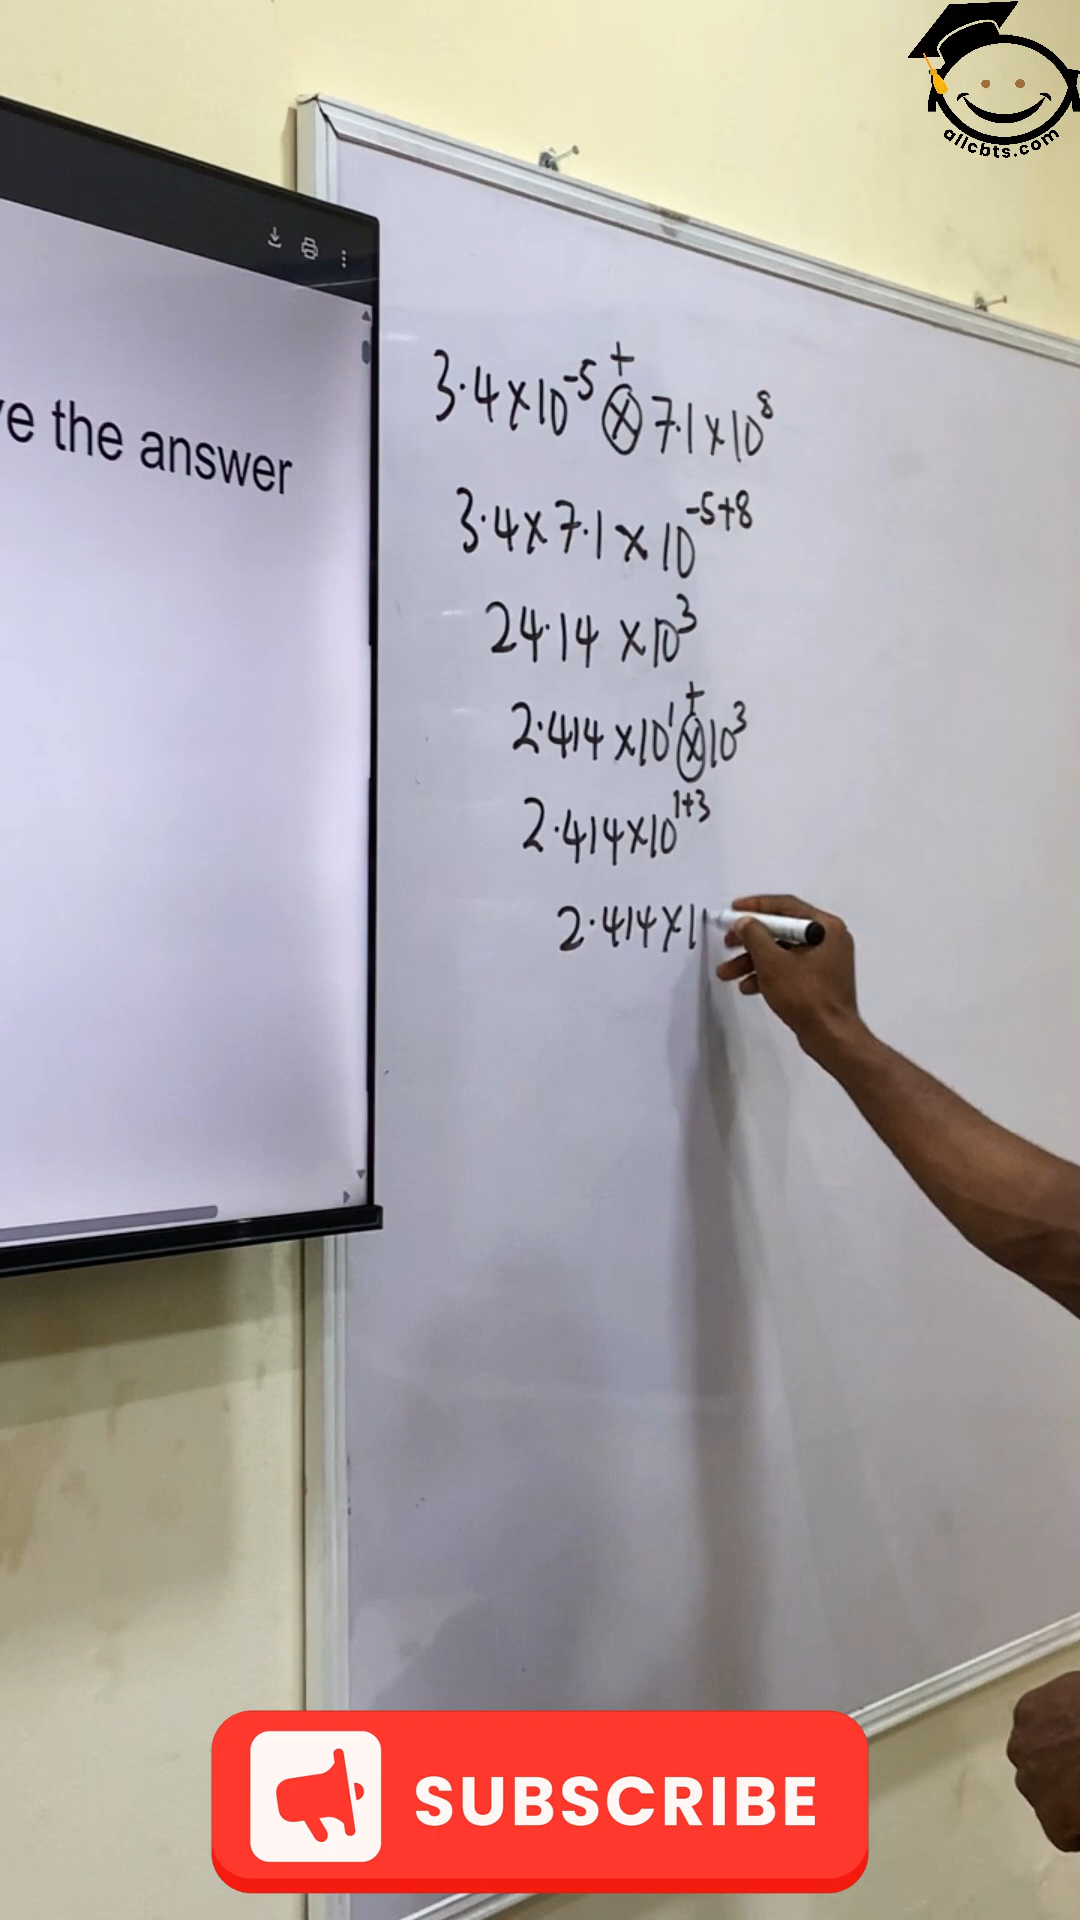 allcbts.com
've the answer
+
3.4×10⁻⁵ ⊗ 7.1×10⁸
3.4×7.1×10⁻⁵⁺⁸
24.14 ×10³
+
2.414 ×10¹⊗10³
2.414×10¹⁺³
2.414×1
SUBSCRIBE